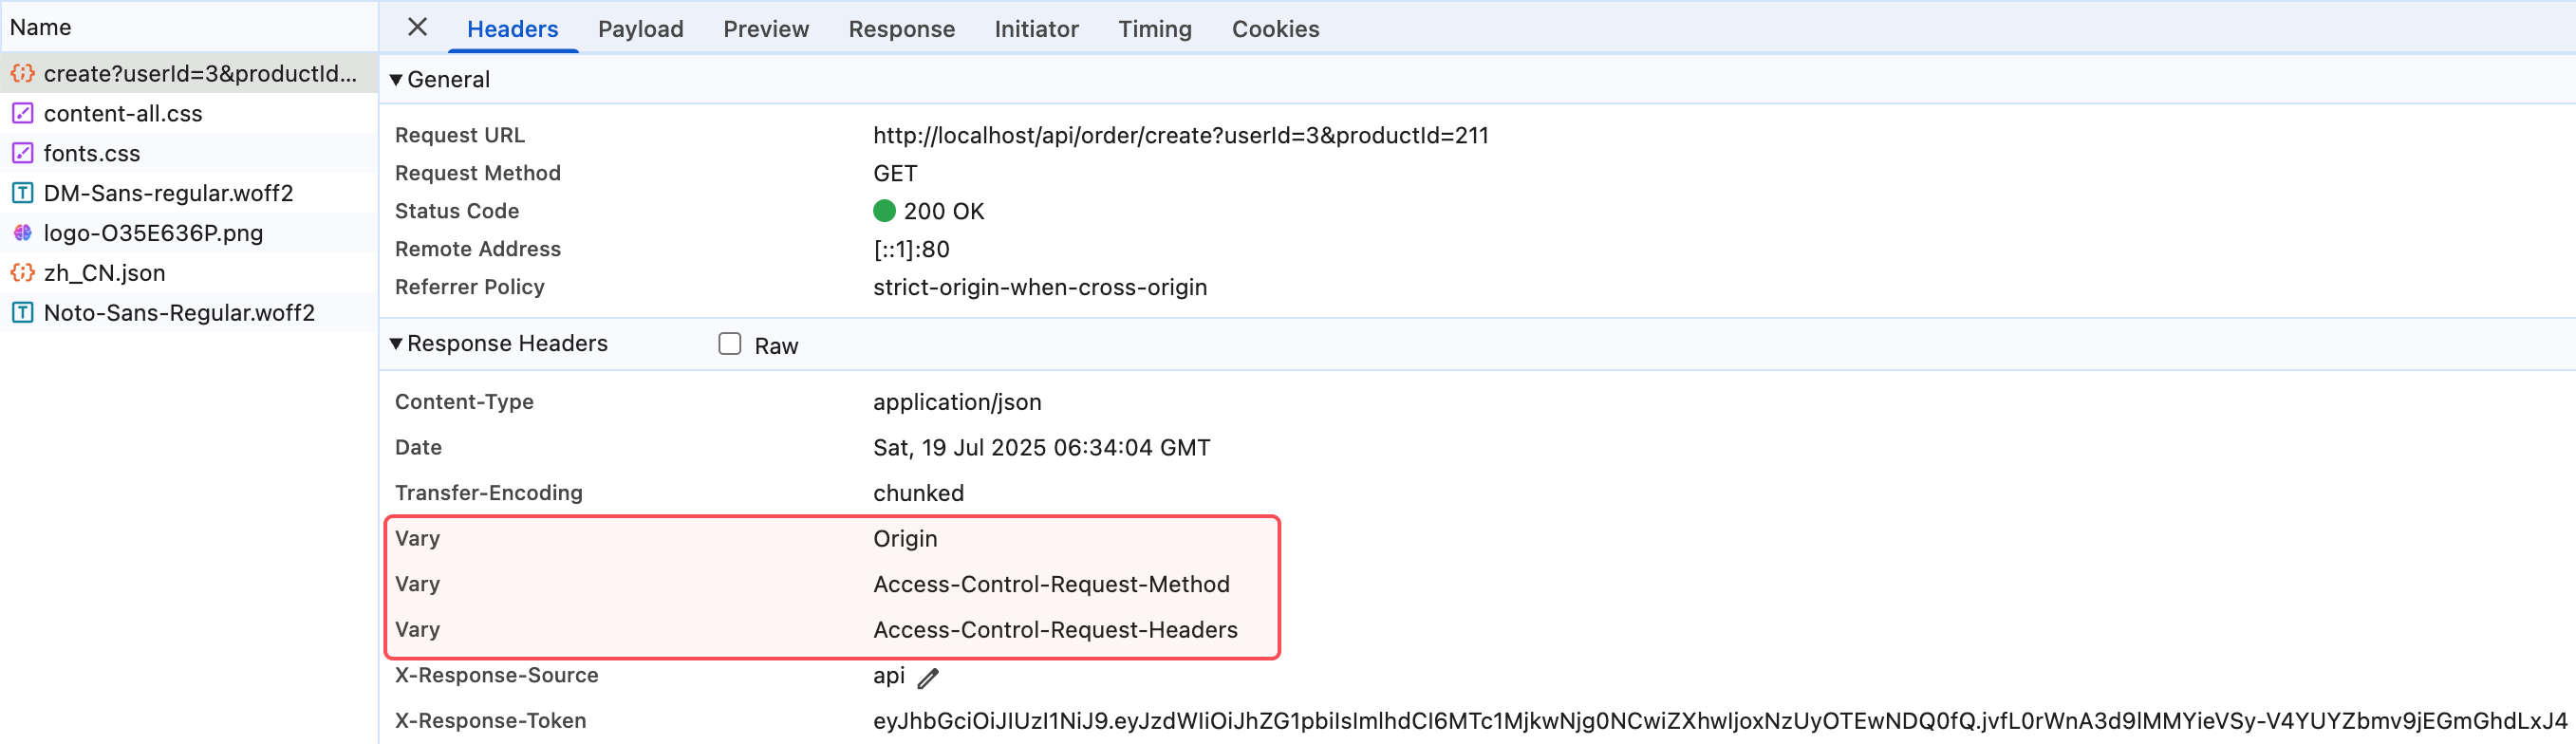 Name
create?userId=3&productId...
content-all.css
fonts.css
DM-Sans-regular.woff2
logo-O35E636P.png
zh_CN.json
Noto-Sans-Regular.woff2
Headers Payload Preview Response Initiator Timing Cookies
General
Request URL http://localhost/api/order/create?userId=3&productId=211
Request Method GET
Status Code 200 OK
Remote Address [::1]:80
Referrer Policy strict-origin-when-cross-origin
Response Headers Raw
Content-Type application/json
Date Sat, 19 Jul 2025 06:34:04 GMT
Transfer-Encoding chunked
Vary Origin
Vary Access-Control-Request-Method
Vary Access-Control-Request-Headers
X-Response-Source api
X-Response-Token eyJhbGciOiJIUzI1NiJ9.eyJzdWIiOiJhZG1pbiIsImlhdCI6MTc1MjkwNjg0NCwiZXhwIjoxNzUyOTEwNDQ0fQ.jvfL0rWnA3d9lMMYieVSy-V4YUYZbmv9jEGmGhdLxJ4